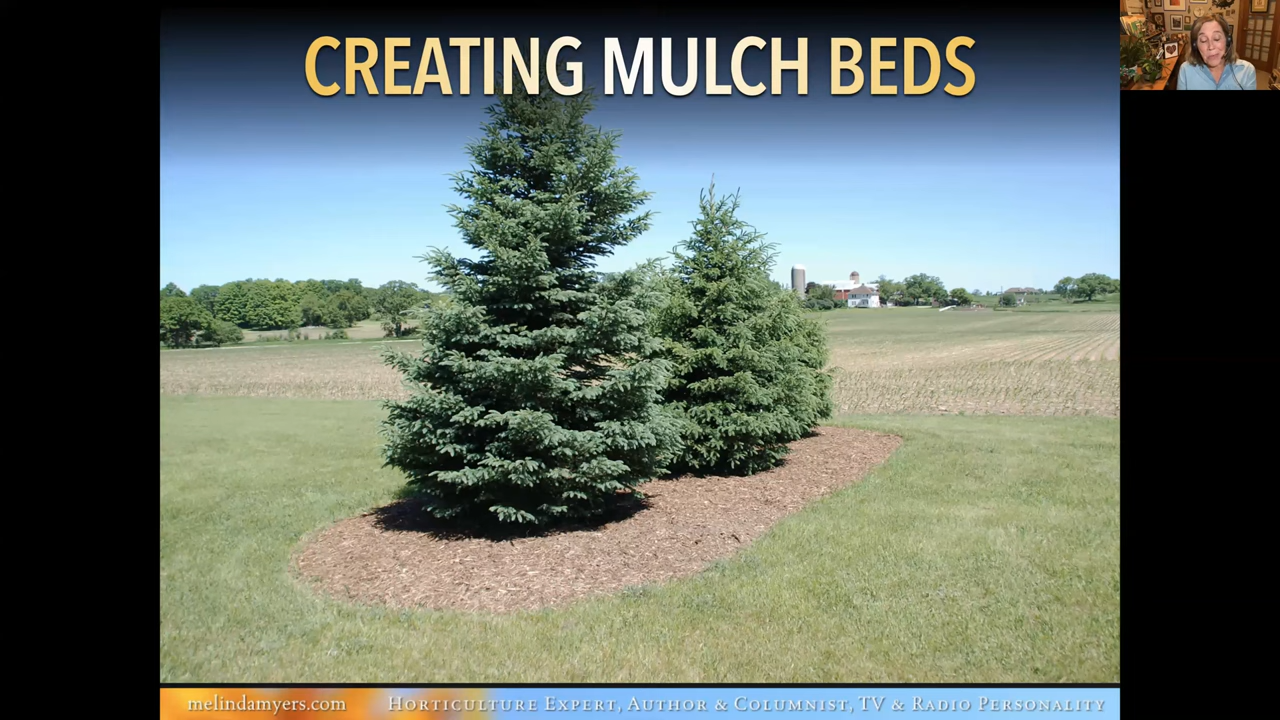 CREATING MULCH BEDS
melindamyers.com HORTICULTURE EXPERT, AUTHOR & COLUMNIST, TV & RADIO PERSONALITY